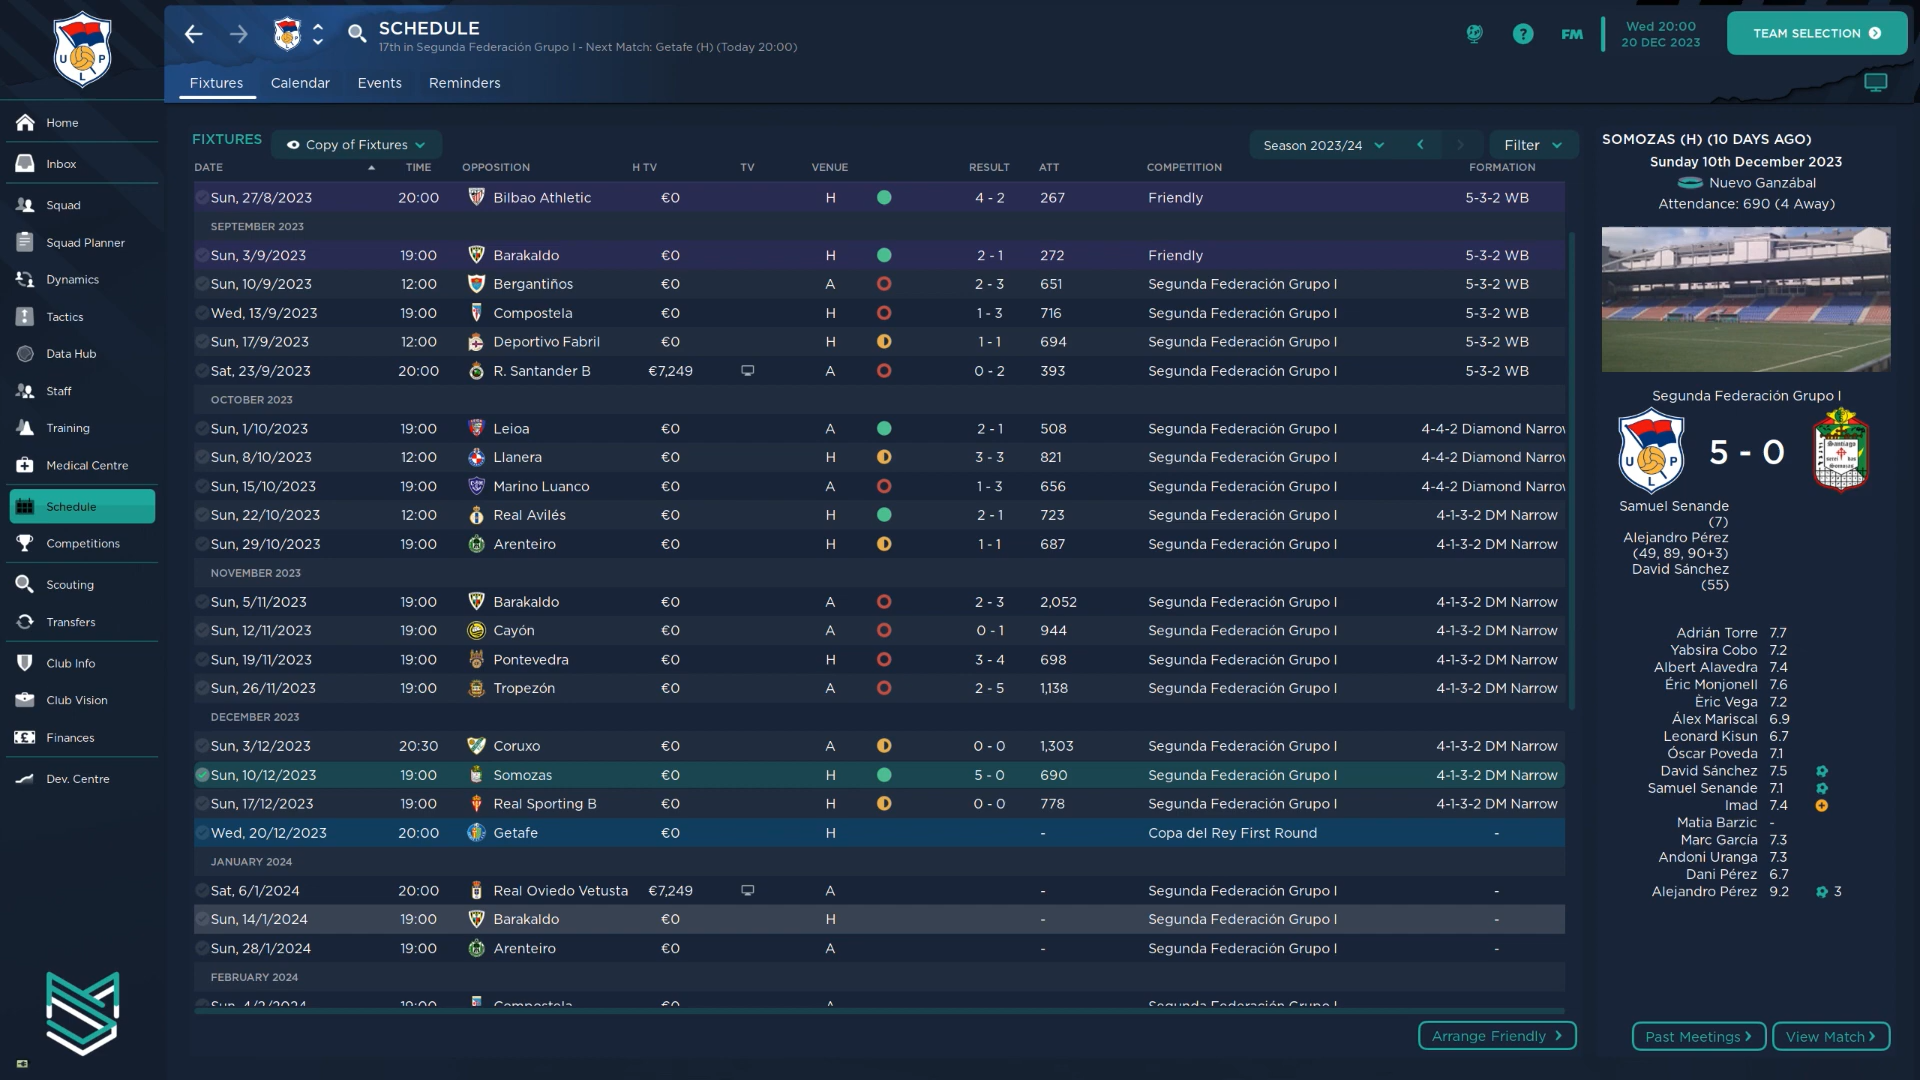 SCHEDULE
17th in Segunda Federación Grupo I - Next Match: Getafe (H) (Today 20:00)
FM
Wed 20:00
20 DEC 2023
TEAM SELECTION
Fixtures Calendar Events Reminders
U P
L
Home
Inbox
Squad
Squad Planner
Dynamics
Tactics
Data Hub
Staff
Training
Medical Centre
Schedule
Competitions
Scouting
Transfers
Club Info
Club Vision
Finances
Dev. Centre
FIXTURES Copy of Fixtures Season 2023/24 Filter
DATE TIME OPPOSITION H TV TV VENUE RESULT ATT COMPETITION FORMATION
Sun, 27/8/2023 20:00 Bilbao Athletic €0 H 4 - 2 267 Friendly 5-3-2 WB
SEPTEMBER 2023
Sun, 3/9/2023 19:00 Barakaldo €0 H 2 - 1 272 Friendly 5-3-2 WB
Sun, 10/9/2023 12:00 Bergantiños €0 A 2 - 3 651 Segunda Federación Grupo I 5-3-2 WB
Wed, 13/9/2023 19:00 Compostela €0 H 1 - 3 716 Segunda Federación Grupo I 5-3-2 WB
Sun, 17/9/2023 12:00 Deportivo Fabril €0 H 1 - 1 694 Segunda Federación Grupo I 5-3-2 WB
Sat, 23/9/2023 20:00 R. Santander B €7,249 A 0 - 2 393 Segunda Federación Grupo I 5-3-2 WB
OCTOBER 2023
Sun, 1/10/2023 19:00 Leioa €0 A 2 - 1 508 Segunda Federación Grupo I 4-4-2 Diamond Narrow
Sun, 8/10/2023 12:00 Llanera €0 H 3 - 3 821 Segunda Federación Grupo I 4-4-2 Diamond Narrow
Sun, 15/10/2023 19:00 Marino Luanco €0 A 1 - 3 656 Segunda Federación Grupo I 4-4-2 Diamond Narrow
Sun, 22/10/2023 12:00 Real Avilés €0 H 2 - 1 723 Segunda Federación Grupo I 4-1-3-2 DM Narrow
Sun, 29/10/2023 19:00 Arenteiro €0 H 1 - 1 687 Segunda Federación Grupo I 4-1-3-2 DM Narrow
NOVEMBER 2023
Sun, 5/11/2023 19:00 Barakaldo €0 A 2 - 3 2,052 Segunda Federación Grupo I 4-1-3-2 DM Narrow
Sun, 12/11/2023 19:00 Cayón €0 A 0 - 1 944 Segunda Federación Grupo I 4-1-3-2 DM Narrow
Sun, 19/11/2023 19:00 Pontevedra €0 H 3 - 4 698 Segunda Federación Grupo I 4-1-3-2 DM Narrow
Sun, 26/11/2023 19:00 Tropezón €0 A 2 - 5 1,138 Segunda Federación Grupo I 4-1-3-2 DM Narrow
DECEMBER 2023
Sun, 3/12/2023 20:30 Coruxo €0 A 0 - 0 1,303 Segunda Federación Grupo I 4-1-3-2 DM Narrow
Sun, 10/12/2023 19:00 Somozas €0 H 5 - 0 690 Segunda Federación Grupo I 4-1-3-2 DM Narrow
Sun, 17/12/2023 19:00 Real Sporting B €0 H 0 - 0 778 Segunda Federación Grupo I 4-1-3-2 DM Narrow
Wed, 20/12/2023 20:00 Getafe €0 H - Copa del Rey First Round -
JANUARY 2024
Sat, 6/1/2024 20:00 Real Oviedo Vetusta €7,249 A - Segunda Federación Grupo I -
Sun, 14/1/2024 19:00 Barakaldo €0 H - Segunda Federación Grupo I -
Sun, 28/1/2024 19:00 Arenteiro €0 A - Segunda Federación Grupo I -
FEBRUARY 2024
Sun, 4/2/2024 19:00 Compostela €0 A Segunda Federación Grupo I
Arrange Friendly
SOMOZAS (H) (10 DAYS AGO)
Sunday 10th December 2023
Nuevo Ganzábal
Attendance: 690 (4 Away)
Segunda Federación Grupo I
U P
L
5 - 0
Santiago
Somozas
Samuel Senande
(7)
Alejandro Pérez
(49, 89, 90+3)
David Sánchez
(55)
Adrián Torre 7.7
Yabsira Cobo 7.2
Albert Alavedra 7.4
Éric Monjonell 7.6
Èric Vega 7.2
Álex Mariscal 6.9
Leonard Kisun 6.7
Óscar Poveda 7.1
David Sánchez 7.5
Samuel Senande 7.1
Imad 7.4
Matia Barzic -
Marc García 7.3
Andoni Uranga 7.3
Dani Pérez 6.7
Alejandro Pérez 9.2 3
Past Meetings View Match